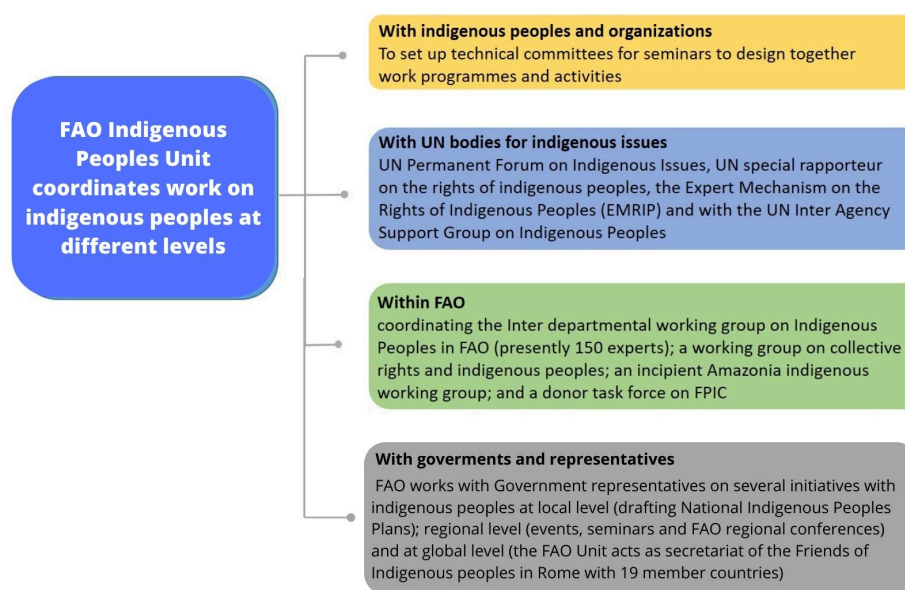 FAO Indigenous
Peoples Unit
coordinates work on
indigenous peoples at
different levels
With indigenous peoples and organizations
To set up technical committees for seminars to design together
work programmes and activities
With UN bodies for indigenous issues
UN Permanent Forum on Indigenous Issues, UN special rapporteur
on the rights of indigenous peoples, the Expert Mechanism on the
Rights of Indigenous Peoples (EMRIP) and with the UN Inter Agency
Support Group on Indigenous Peoples
Within FAO
coordinating the Inter departmental working group on Indigenous
Peoples in FAO (presently 150 experts); a working group on collective
rights and indigenous peoples; an incipient Amazonia indigenous
working group; and a donor task force on FPIC
With goverments and representatives
FAO works with Government representatives on several initiatives with
indigenous peoples at local level (drafting National Indigenous Peoples
Plans); regional level (events, seminars and FAO regional conferences)
and at global level (the FAO Unit acts as secretariat of the Friends of
Indigenous peoples in Rome with 19 member countries)